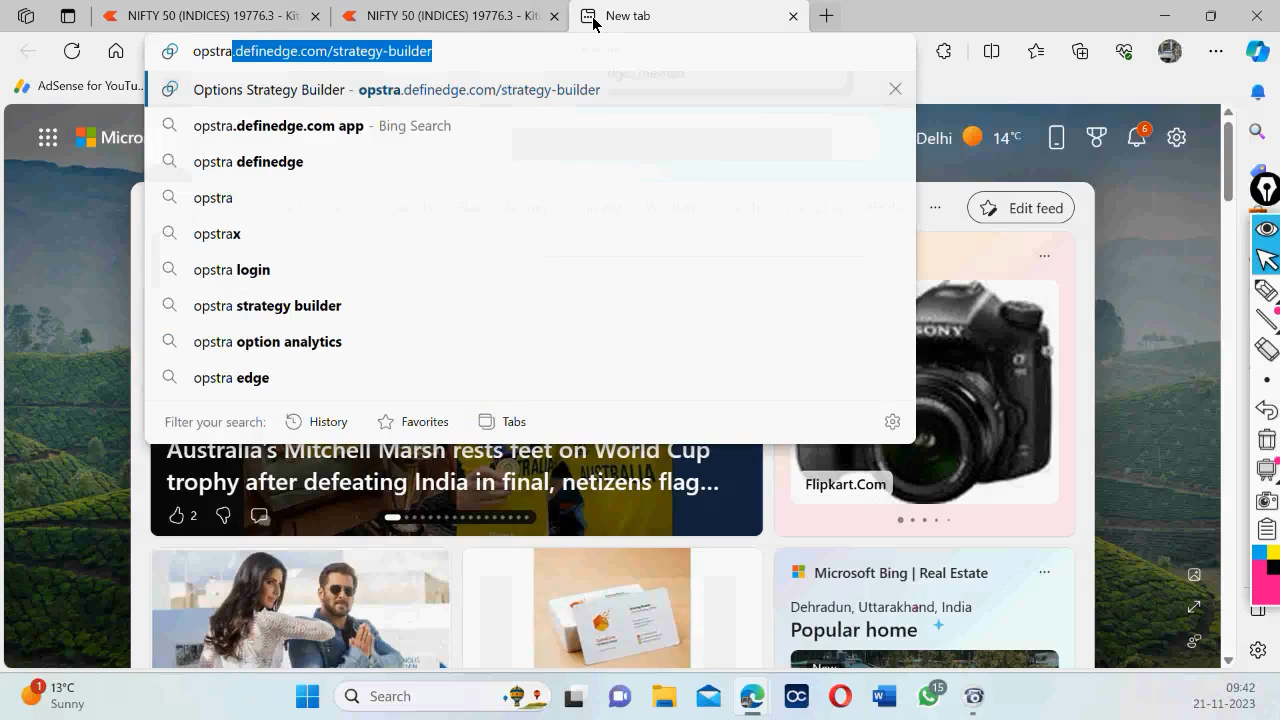 NIFTY 50 (INDICES) 19776.3 - Kit
NIFTY 50 (INDICES) 19776.3 - Kit
New tab
opstra.definedge.com/strategy-builder
AdSense for YouTu...
Options Strategy Builder - opstra.definedge.com/strategy-builder
opstra.definedge.com app - Bing Search
opstra definedge
opstra
opstrax
opstra login
opstra strategy builder
opstra option analytics
opstra edge
Filter your search: History Favorites Tabs
Micro
Delhi 14°C 6
Edit feed
SONY
Flipkart.Com
Australia's Mitchell Marsh rests feet on World Cup
trophy after defeating India in final, netizens flag...
2
AUSTRALIA
Microsoft Bing | Real Estate
Dehradun, Uttarakhand, India
Popular home
New
1 13°C
Sunny
Search
OC
15
09:42
21-11-2023